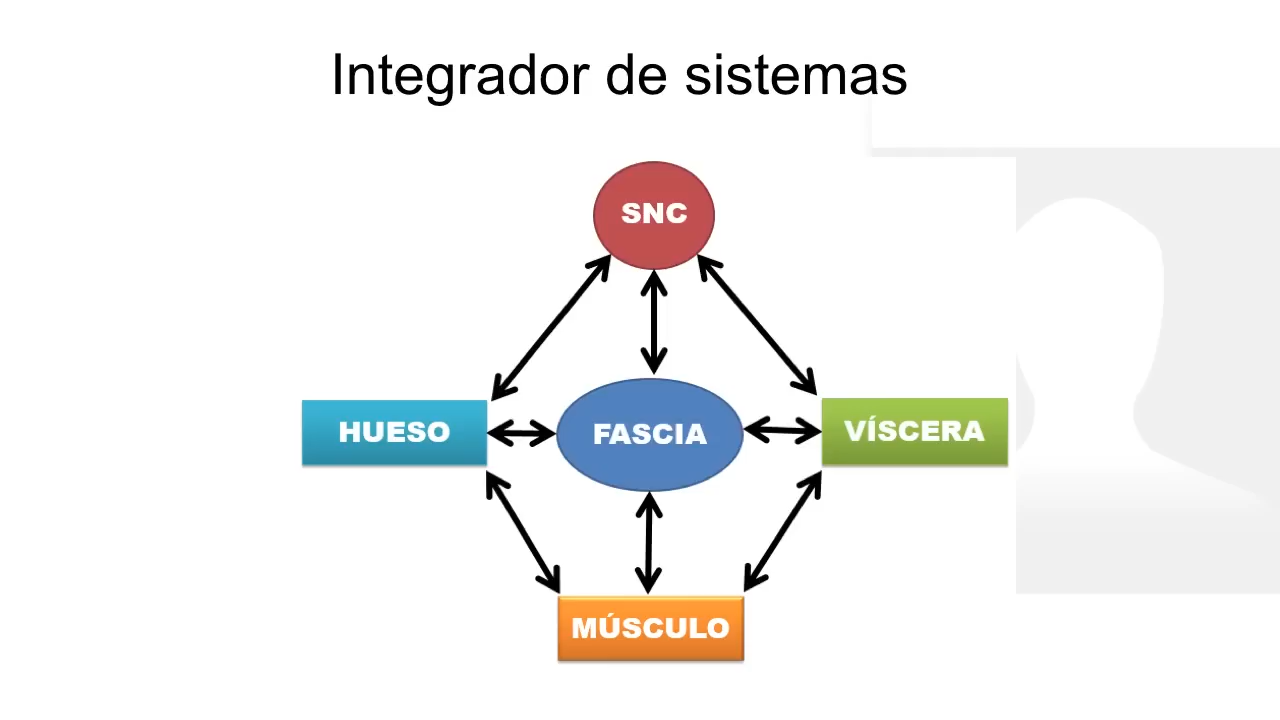 Integrador de sistemas
SNC
HUESO
FASCIA
VÍSCERA
MÚSCULO